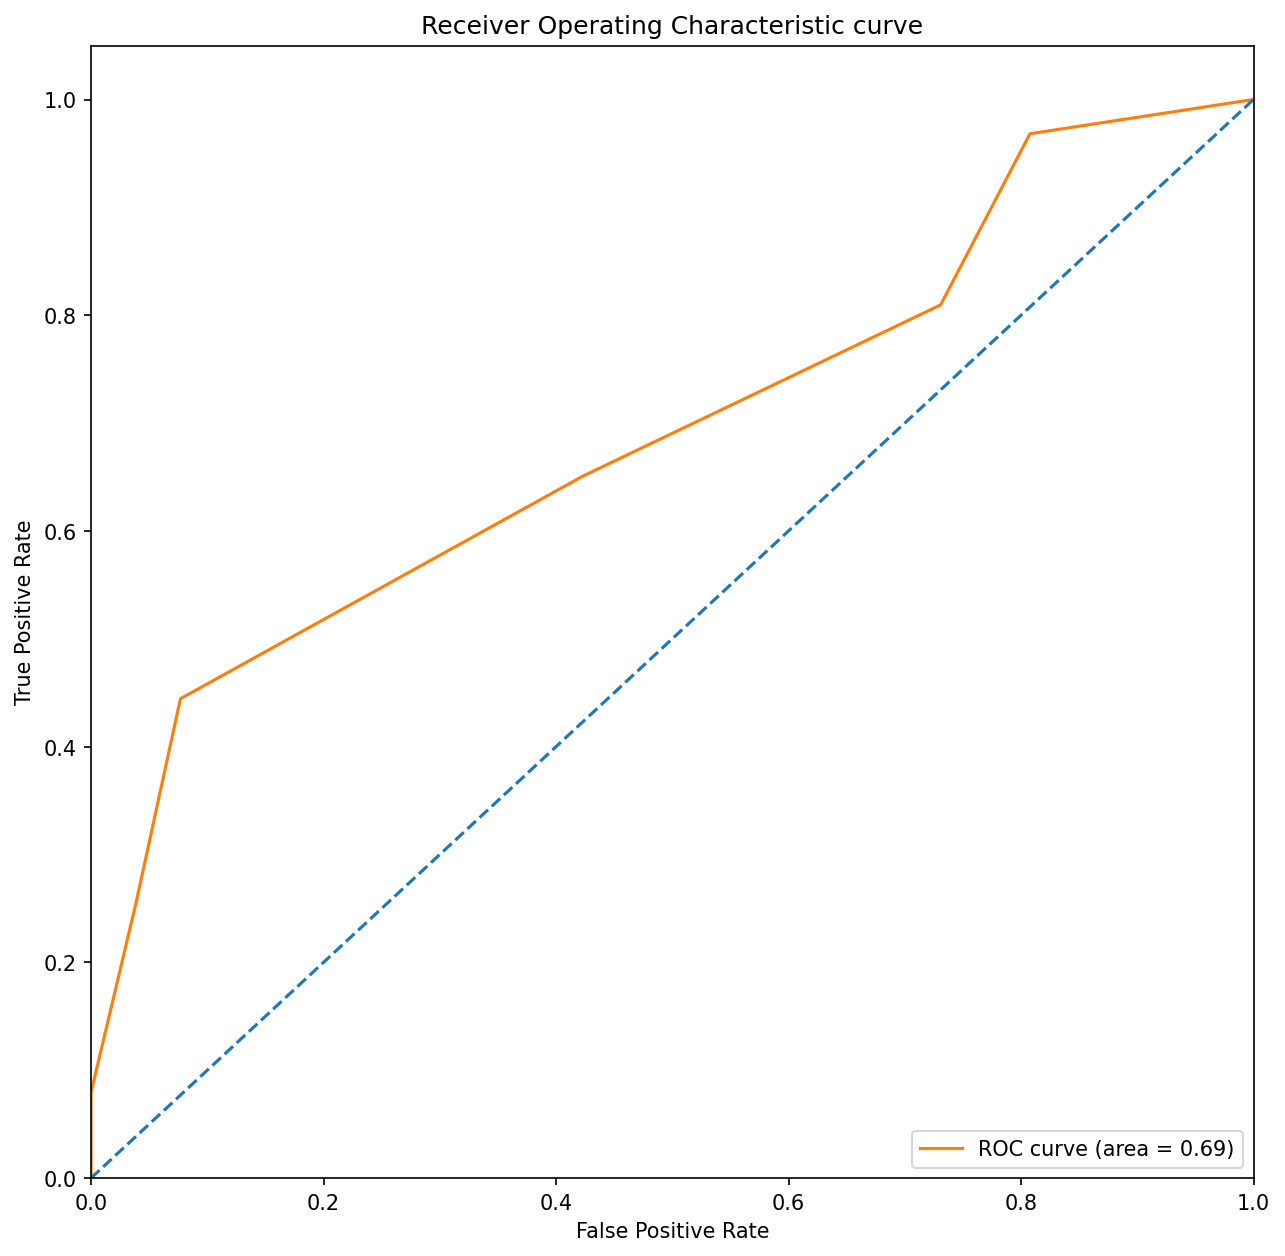 Receiver Operating Characteristic curve
1.0
0.8
0.6
0.4
0.2
0.0
True Positive Rate
ROC curve (area = 0.69)
0.0 0.2 0.4 0.6 0.8 1.0
False Positive Rate